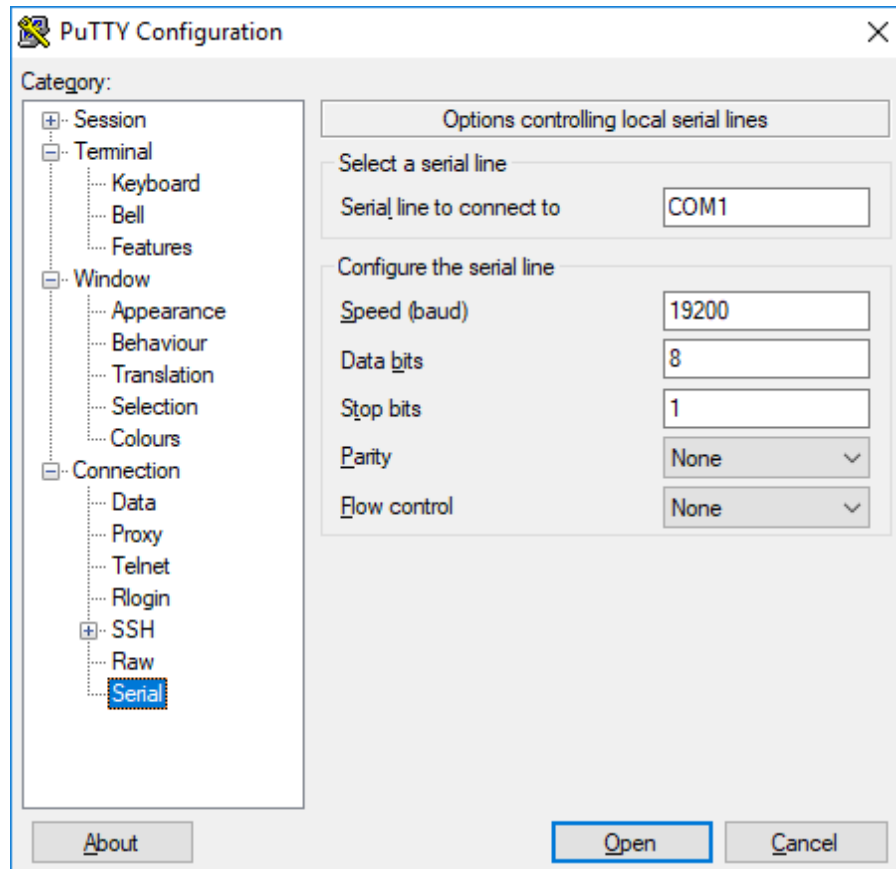 PuTTY Configuration
Category:
Session
Terminal
Keyboard
Bell
Features
Window
Appearance
Behaviour
Translation
Selection
Colours
Connection
Data
Proxy
Telnet
Rlogin
SSH
Raw
Serial
Options controlling local serial lines
Select a serial line
Serial line to connect to COM1
Configure the serial line
Speed (baud) 19200
Data bits 8
Stop bits 1
Parity None
Flow control None
About Open Cancel